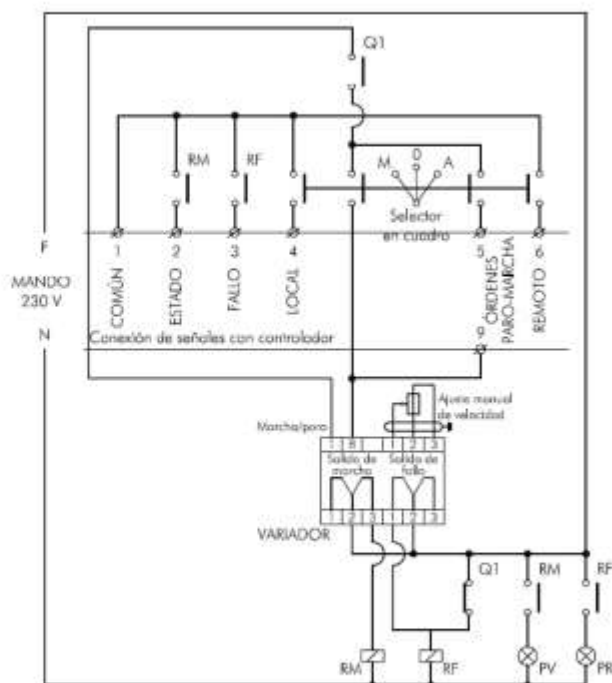 Q1
RM
RF
M
0
A
Selector
en cuadro
F
MANDO
230 V
N
1
2
3
4
5
6
COMÚN
ESTADO
FALLO
LOCAL
ÓRDENES
PARO-MARCHA
REMOTO
9
Conexión de señales con controlador
Ajuste manual
de velocidad
Marcha/paro
1 8 1 2 3
Salida de
marcha
Salida de
fallo
1 2 3 1 2 3
VARIADOR
Q1
RM
RF
RM
RF
PV
PR